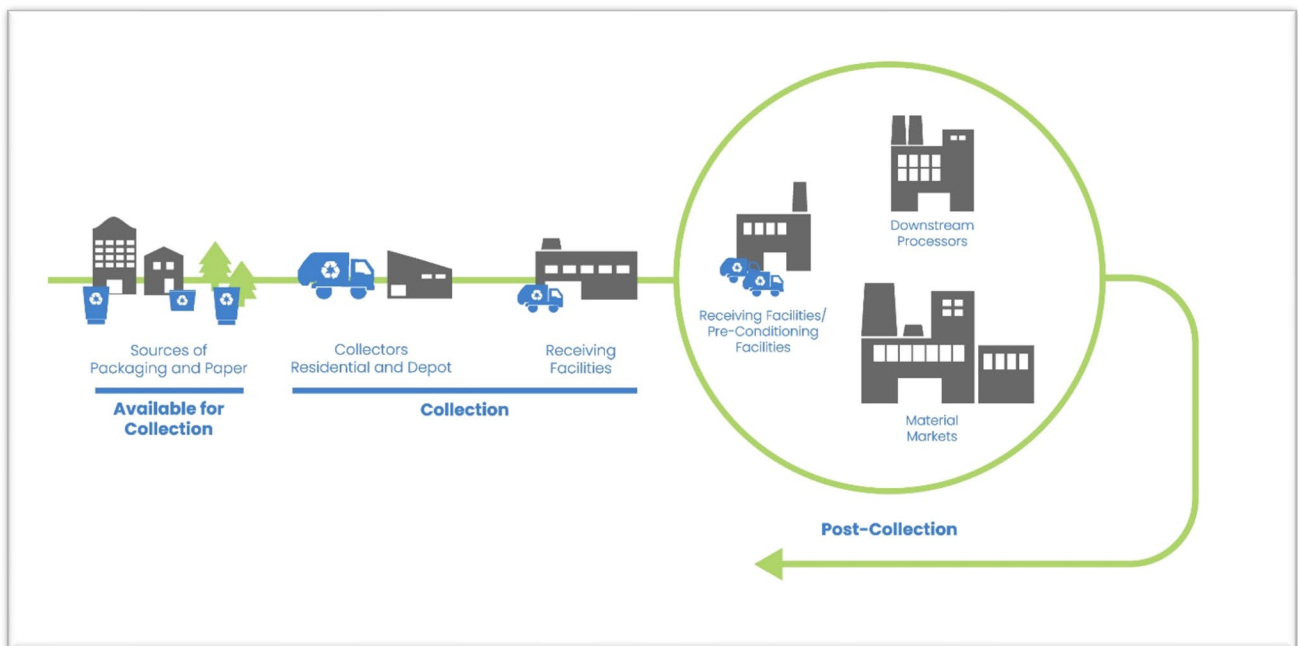 Sources of
Packaging and Paper
Available for
Collection
Collectors
Residential and Depot
Receiving
Facilities
Collection
Receiving Facilities/
Pre-Conditioning
Facilities
Downstream
Processors
Material
Markets
Post-Collection